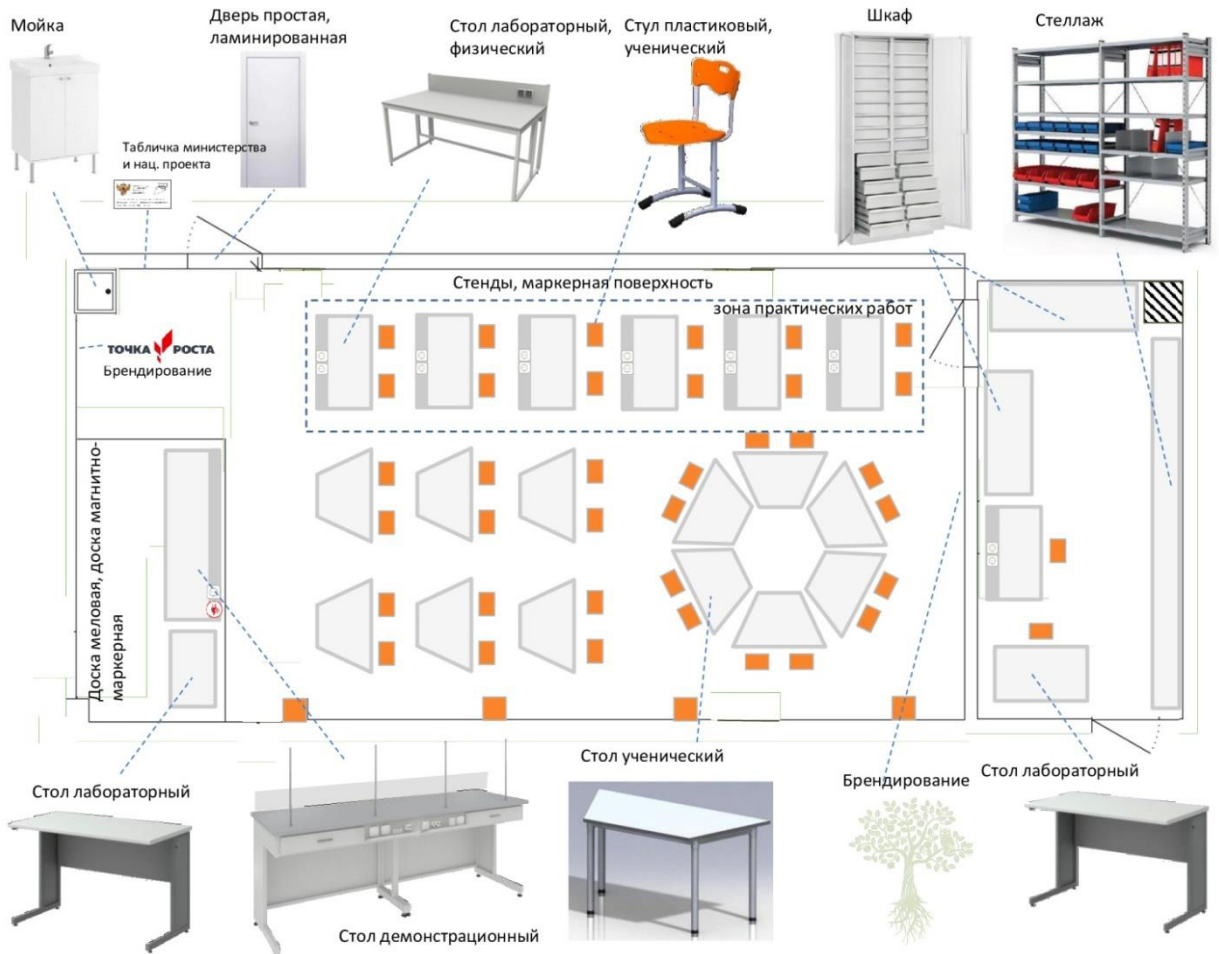 Мойка
Дверь простая,
ламинированная
Стол лабораторный,
физический
Стул пластиковый,
ученический
Шкаф
Стеллаж
Табличка министерства
и нац. проекта
Стенды, маркерная поверхность
зона практических работ
ТОЧКА РОСТА
Брендирование
Доска меловая, доска магнитно-
маркерная
Стол лабораторный
Стол демонстрационный
Стол ученический
Брендирование
Стол лабораторный